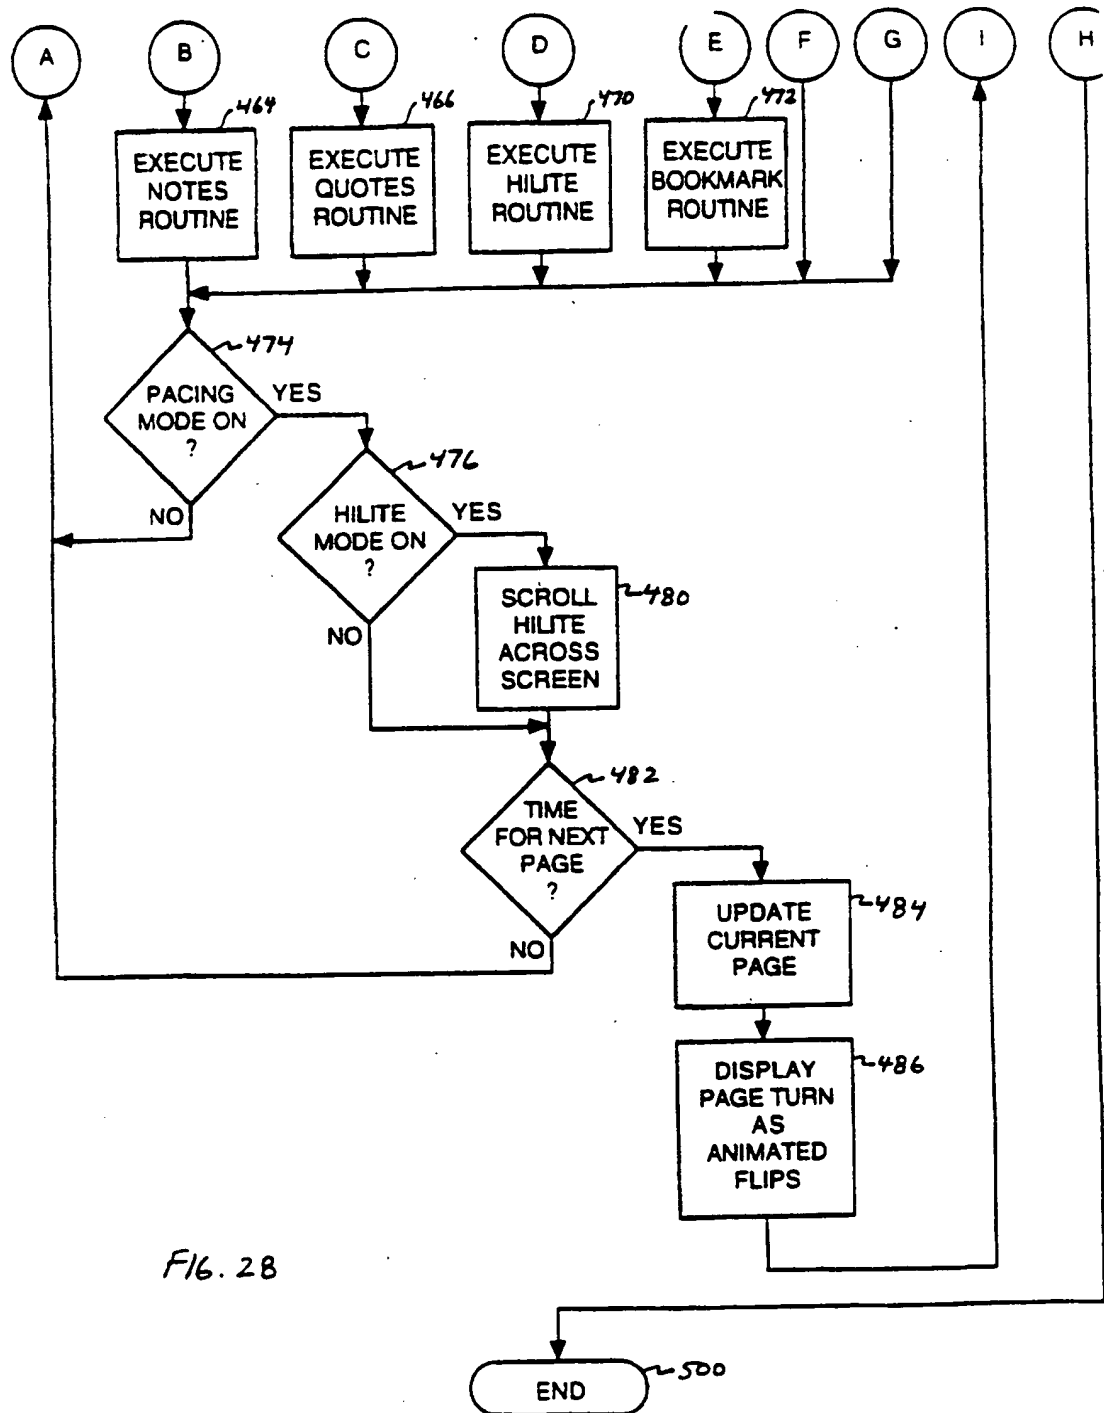 A B C D E F G I H
464 466 470 472
EXECUTE
NOTES
ROUTINE
EXECUTE
QUOTES
ROUTINE
EXECUTE
HILITE
ROUTINE
EXECUTE
BOOKMARK
ROUTINE
474
PACING
MODE ON
?
YES
NO
476
HILITE
MODE ON
?
YES
NO
480
SCROLL
HILITE
ACROSS
SCREEN
482
TIME
FOR NEXT
PAGE
?
YES
NO
484
UPDATE
CURRENT
PAGE
486
DISPLAY
PAGE TURN
AS
ANIMATED
FLIPS
FIG. 28
500
END